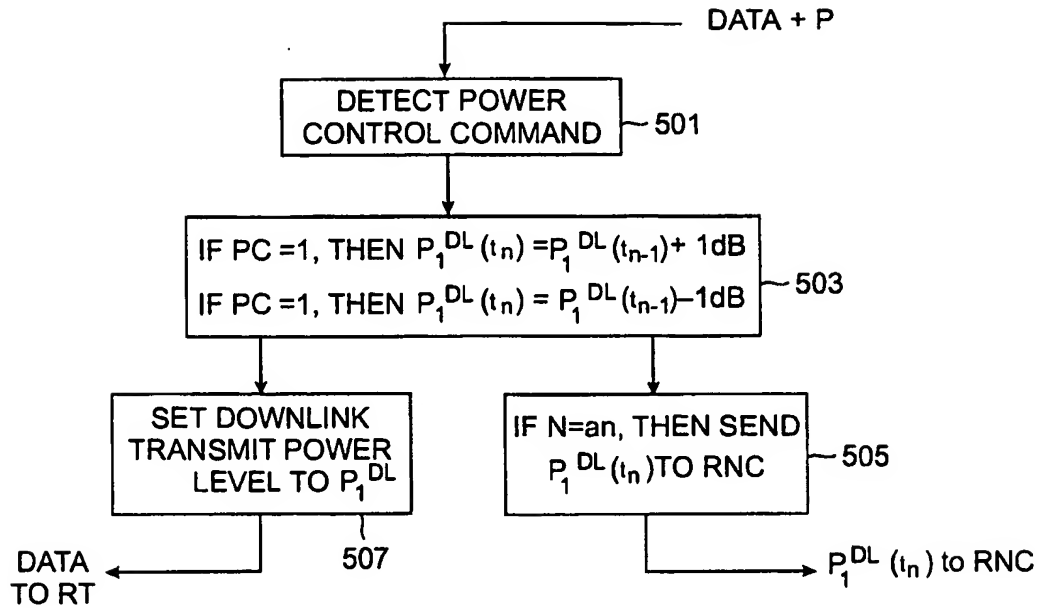 DATA + P
DETECT POWER
CONTROL COMMAND
501
IF PC =1, THEN P₁ᴰᴸ (tₙ) =P₁ᴰᴸ (tₙ₋₁)+ 1dB
IF PC =1, THEN P₁ᴰᴸ (tₙ) = P₁ᴰᴸ (tₙ₋₁)–1dB
503
SET DOWNLINK
TRANSMIT POWER
LEVEL TO P₁ᴰᴸ
507
IF N=an, THEN SEND
P₁ᴰᴸ (tₙ) TO RNC
505
DATA
TO RT
P₁ᴰᴸ (tₙ) to RNC